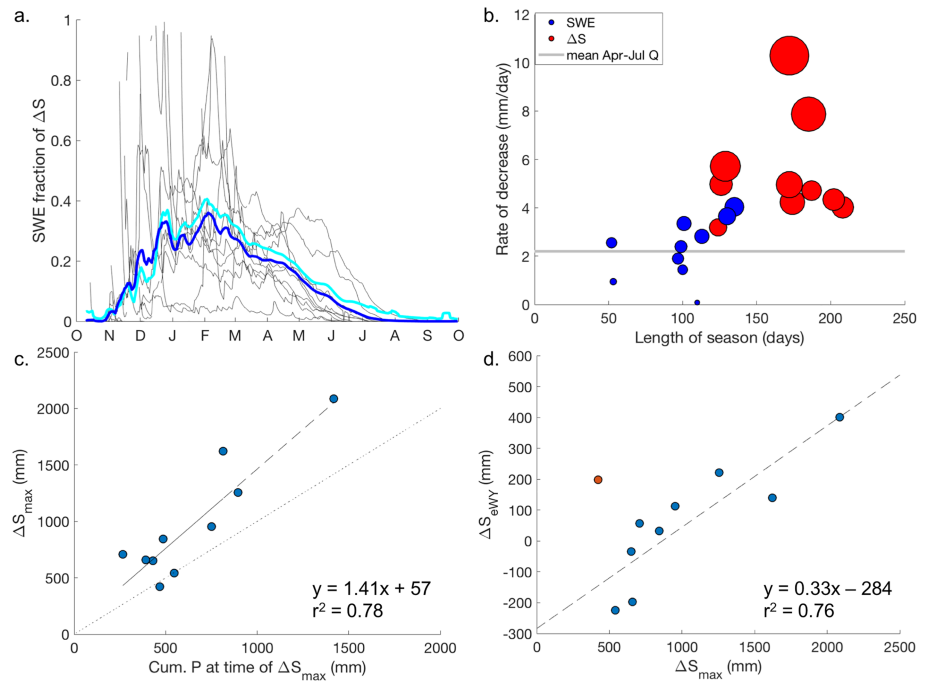 a.
SWE fraction of ΔS
1
0.8
0.6
0.4
0.2
0
O N D J F M A M J J A S O
b.
Rate of decrease (mm/day)
12
10
8
6
4
2
0
SWE
ΔS
mean Apr-Jul Q
0 50 100 150 200 250
Length of season (days)
c.
ΔSmax (mm)
2500
2000
1500
1000
500
0
y = 1.41x + 57
r² = 0.78
0 500 1000 1500 2000
Cum. P at time of ΔSmax (mm)
d.
ΔSeWY (mm)
600
500
400
300
200
100
0
-100
-200
-300
y = 0.33x – 284
r² = 0.76
0 500 1000 1500 2000 2500
ΔSmax (mm)